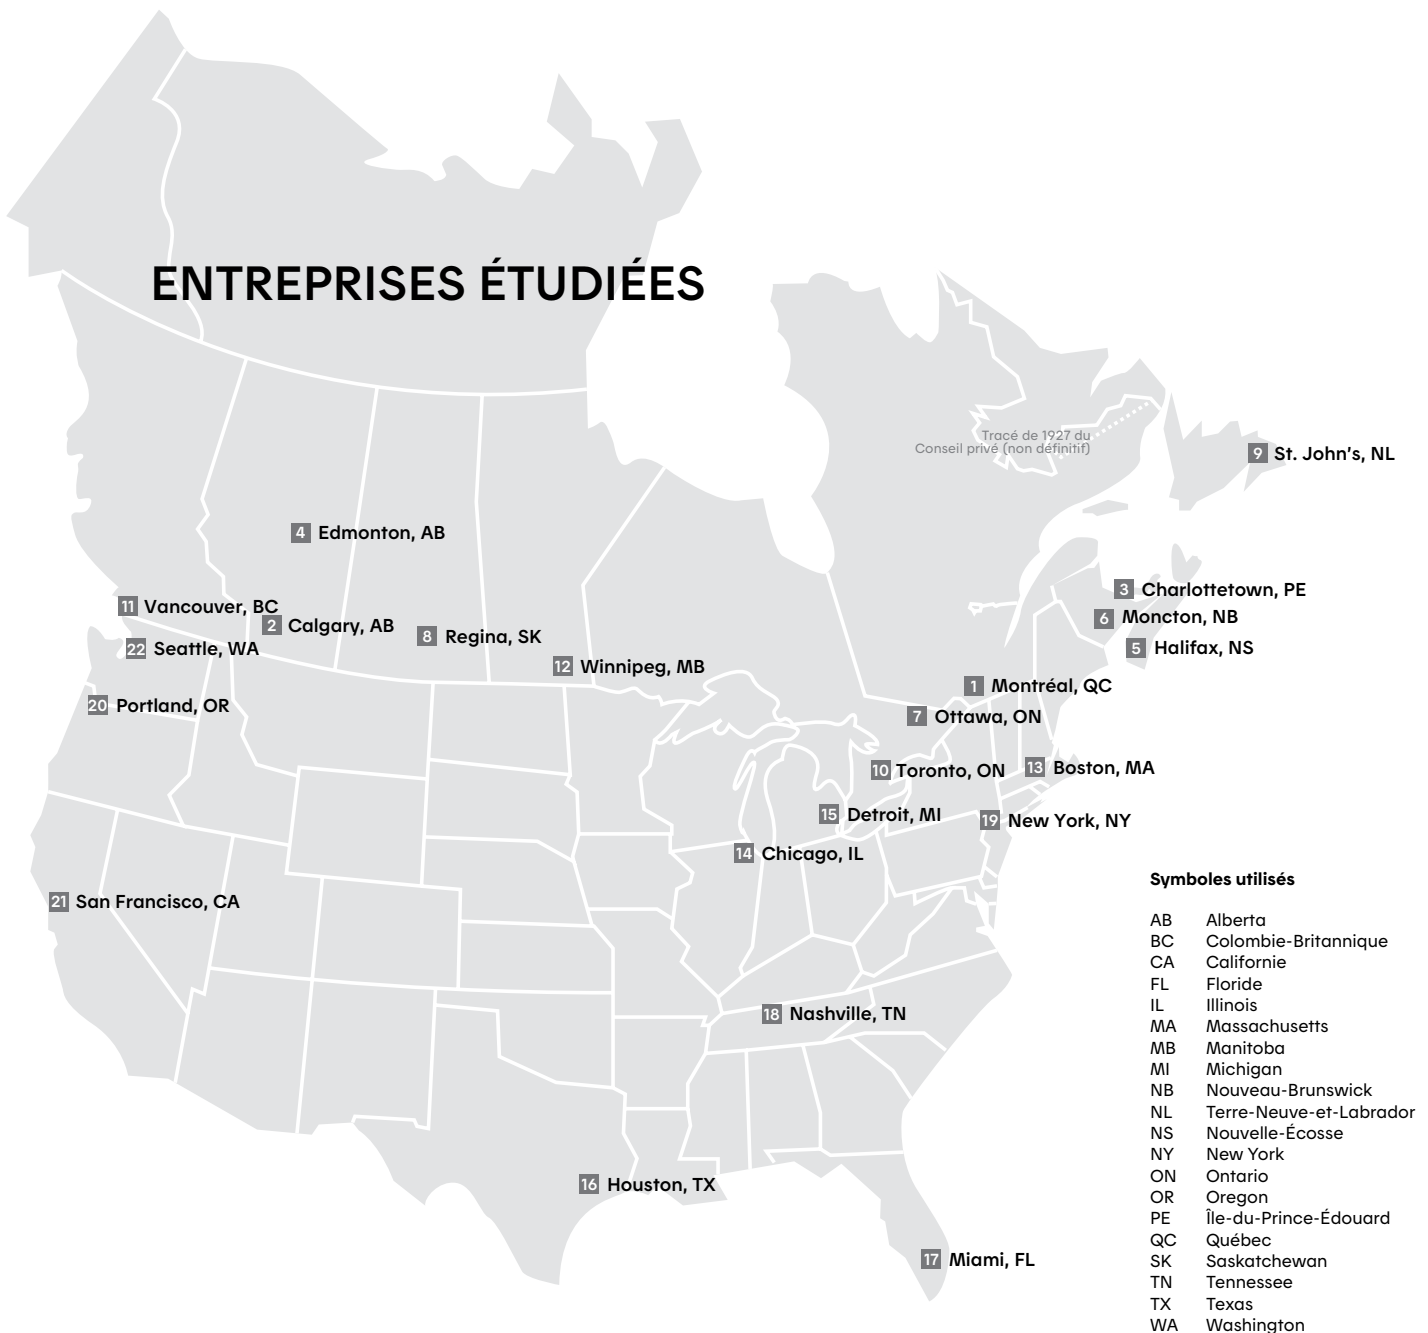 ENTREPRISES ÉTUDIÉES
Tracé de 1927 du
Conseil privé (non définitif)
9 St. John's, NL
4 Edmonton, AB
3 Charlottetown, PE
11 Vancouver, BC
6 Moncton, NB
2 Calgary, AB
8 Regina, SK
22 Seattle, WA
5 Halifax, NS
12 Winnipeg, MB
1 Montréal, QC
20 Portland, OR
7 Ottawa, ON
10 Toronto, ON
13 Boston, MA
15 Detroit, MI
19 New York, NY
14 Chicago, IL
21 San Francisco, CA
18 Nashville, TN
16 Houston, TX
17 Miami, FL
Symboles utilisés
AB Alberta
BC Colombie-Britannique
CA Californie
FL Floride
IL Illinois
MA Massachusetts
MB Manitoba
MI Michigan
NB Nouveau-Brunswick
NL Terre-Neuve-et-Labrador
NS Nouvelle-Écosse
NY New York
ON Ontario
OR Oregon
PE Île-du-Prince-Édouard
QC Québec
SK Saskatchewan
TN Tennessee
TX Texas
WA Washington